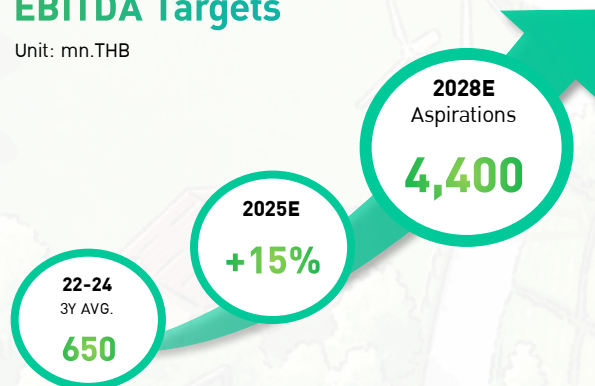 EBITDA Targets
Unit: mn.THB
2028E
Aspirations
4,400
2025E
+15%
22-24
3Y AVG.
650